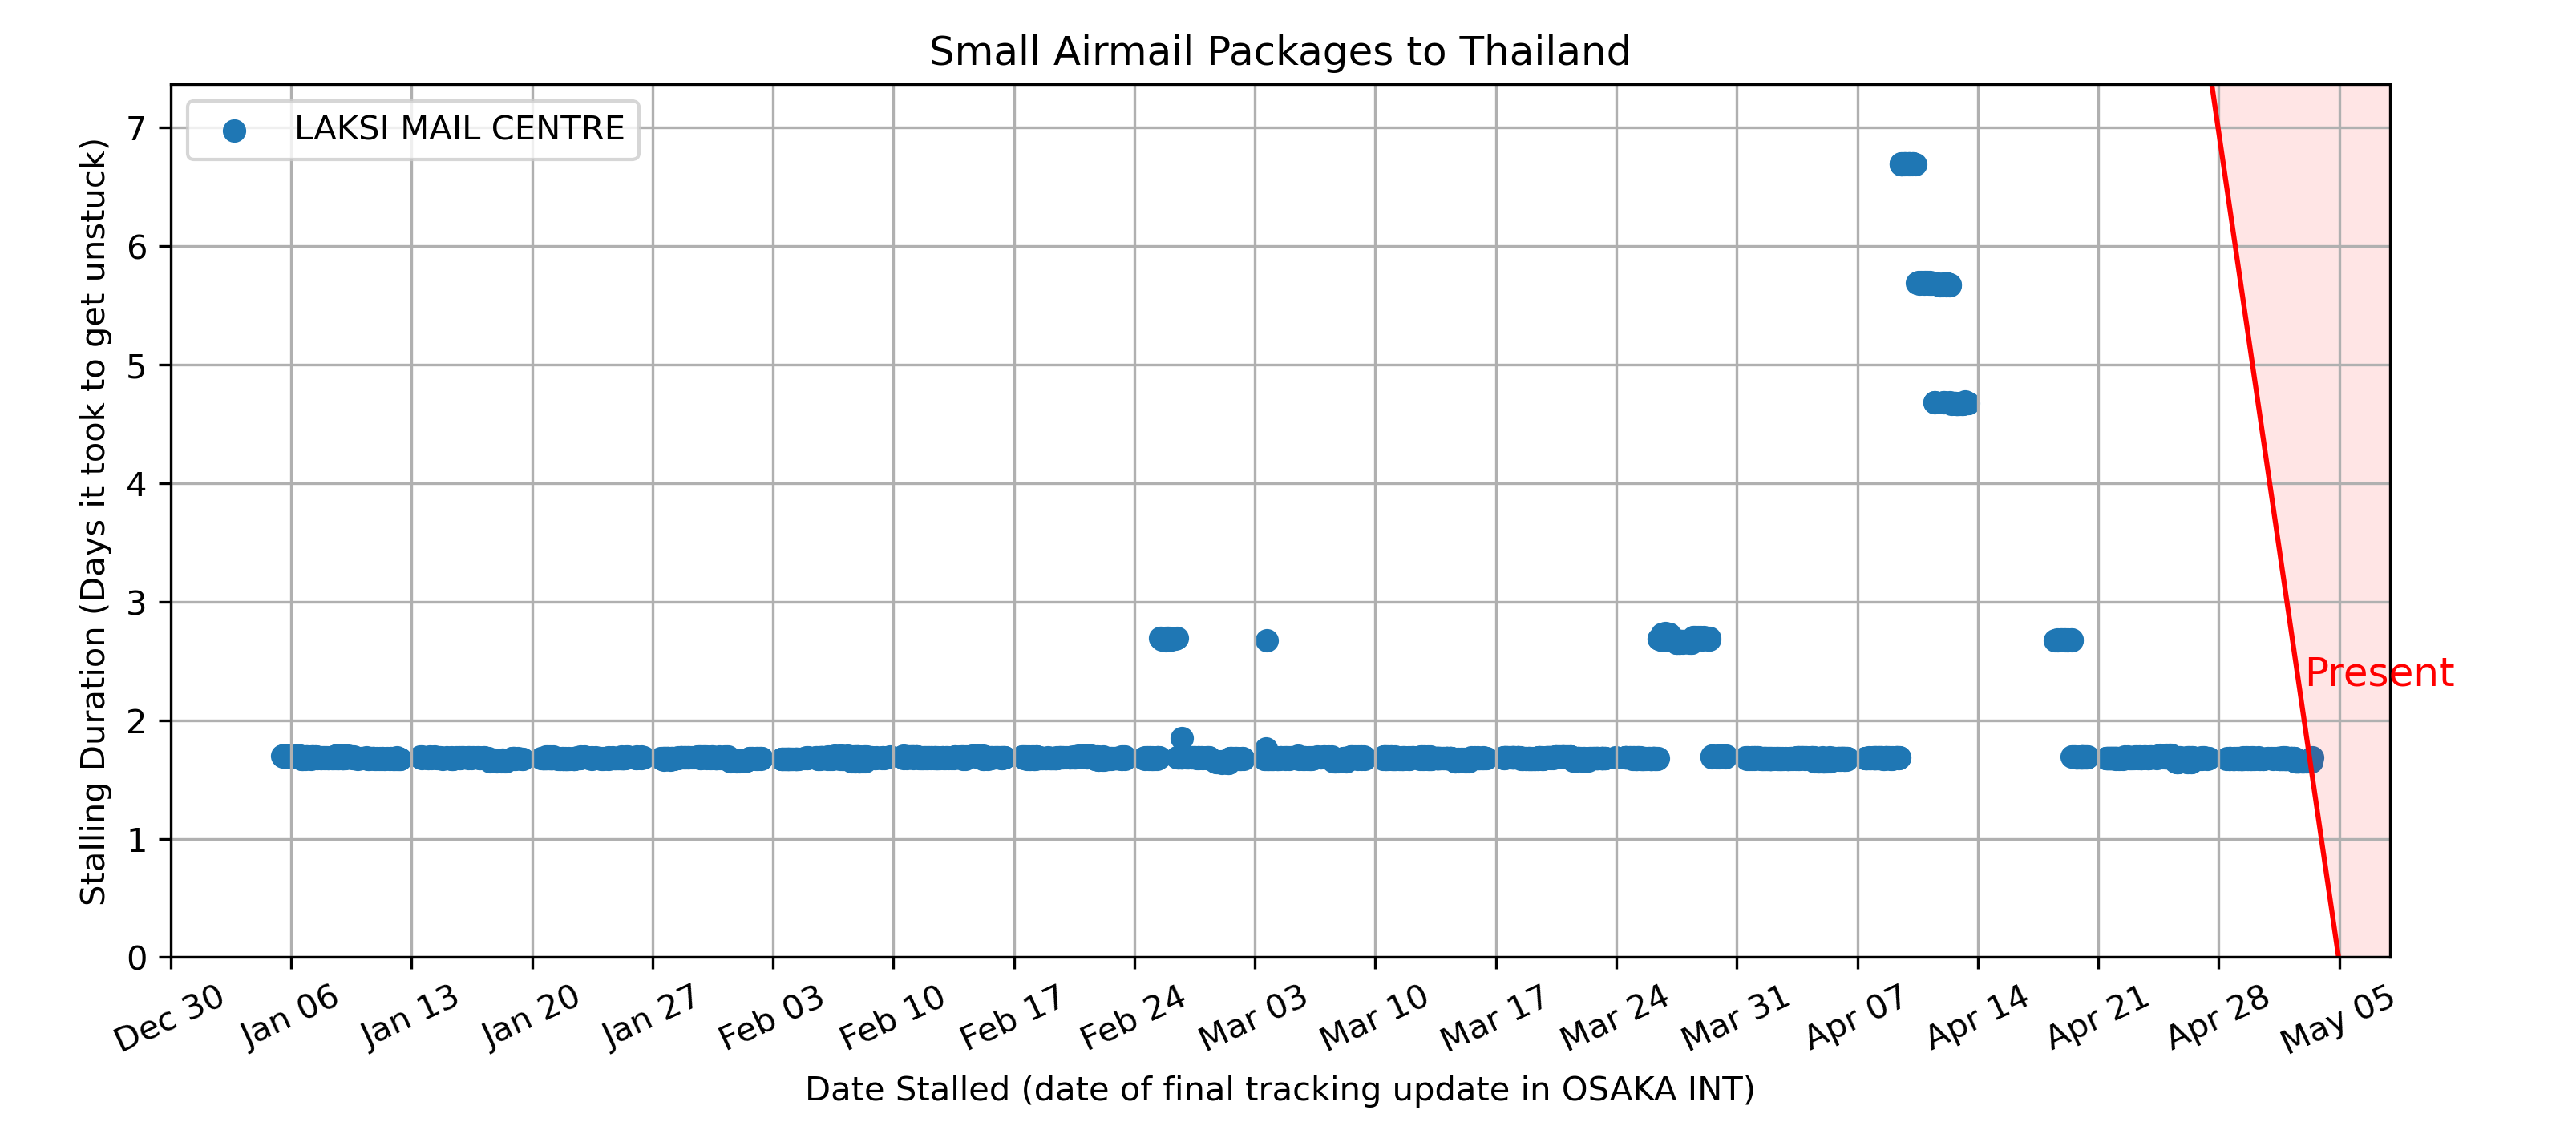 Small Airmail Packages to Thailand
LAKSI MAIL CENTRE
Stalling Duration (Days it took to get unstuck)
7
6
5
4
3
2
1
0
Present
Dec 30 Jan 06 Jan 13 Jan 20 Jan 27 Feb 03 Feb 10 Feb 17 Feb 24 Mar 03 Mar 10 Mar 17 Mar 24 Mar 31 Apr 07 Apr 14 Apr 21 Apr 28 May 05
Date Stalled (date of final tracking update in OSAKA INT)